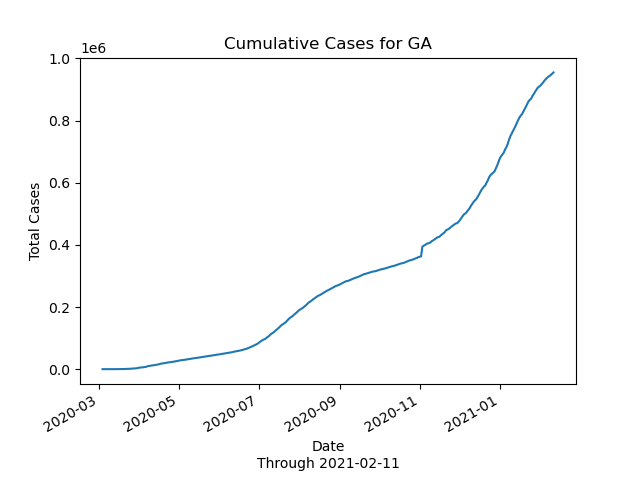 Cumulative Cases for GA
1e6
1.0
0.8
0.6
0.4
0.2
0.0
Total Cases
2020-03
2020-05
2020-07
2020-09
2020-11
2021-01
Date
Through 2021-02-11